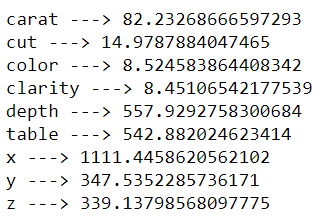 carat ---> 82.23268666597293
cut ---> 14.9787884047465
color ---> 8.524583864408342
clarity ---> 8.45106542177539
depth ---> 557.9292758300684
table ---> 542.882024623414
x ---> 1111.4458620562102
y ---> 347.5352285736171
z ---> 339.13798568097775